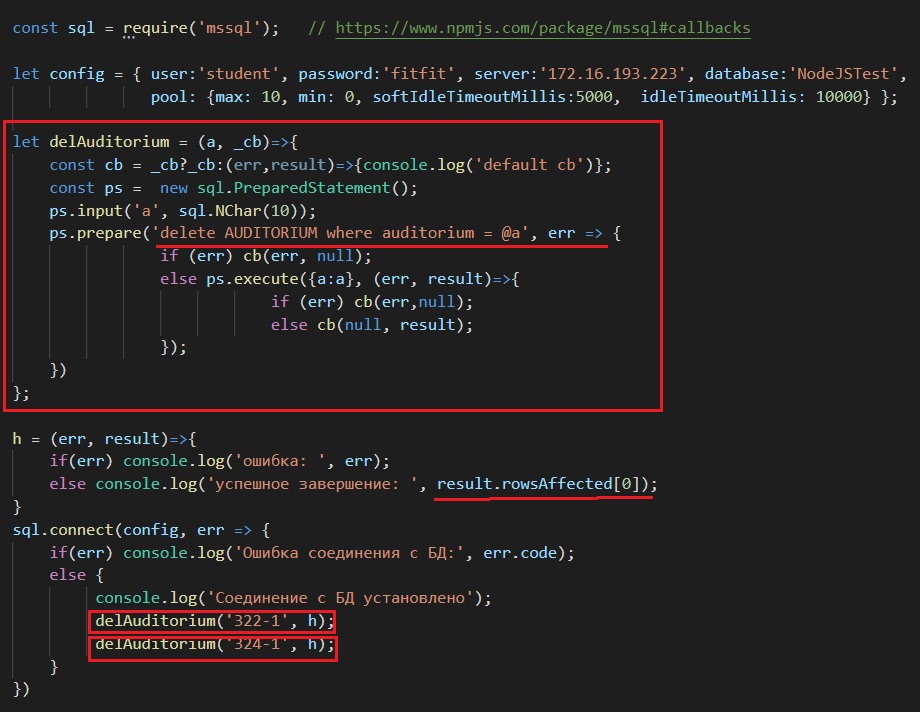 const sql = require('mssql');   // https://www.npmjs.com/package/mssql#callbacks
let config = { user:'student', password:'fitfit', server:'172.16.193.223', database:'NodeJSTest',
pool: {max: 10, min: 0, softIdleTimeoutMillis:5000,  idleTimeoutMillis: 10000} };
let delAuditorium = (a, _cb)=>{
const cb = _cb?_cb:(err,result)=>{console.log('default cb')};
const ps =  new sql.PreparedStatement();
ps.input('a', sql.NChar(10));
ps.prepare('delete AUDITORIUM where auditorium = @a', err => {
if (err) cb(err, null);
else ps.execute({a:a}, (err, result)=>{
if (err) cb(err,null);
else cb(null, result);
});
})
};
h = (err, result)=>{
if(err) console.log('ошибка: ', err);
else console.log('успешное завершение: ', result.rowsAffected[0]);
}
sql.connect(config, err => {
if(err) console.log('Ошибка соединения с БД:', err.code);
else {
console.log('Соединение с БД установлено');
delAuditorium('322-1', h);
delAuditorium('324-1', h);
}
})